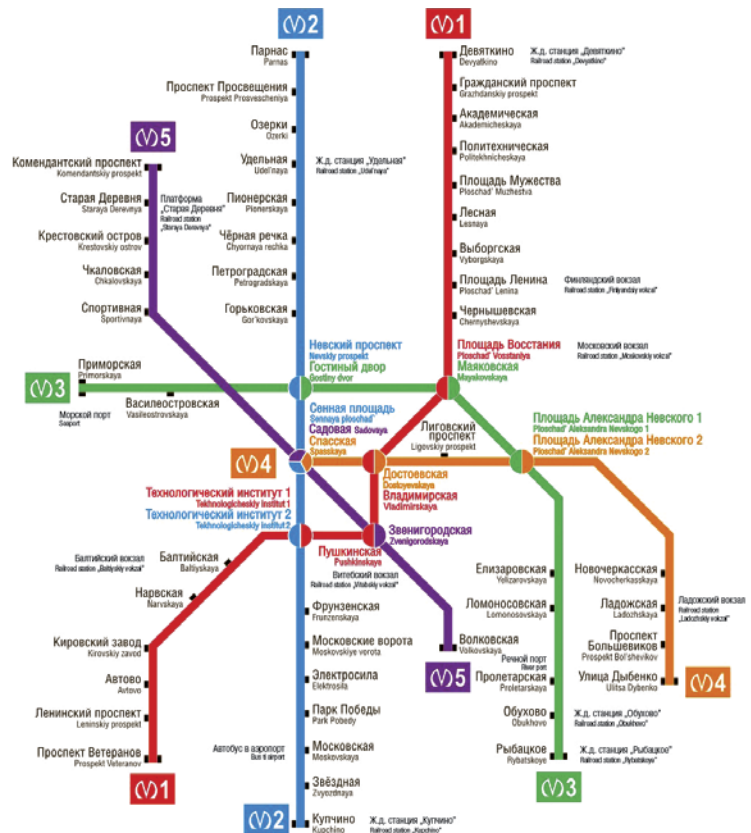 (V)2
(V)1
Парнас
Parnas
Проспект Просвещения
Prospekt Prosvescheniya
Озерки
Ozerki
Удельная
Udel'naya
Ж.д. станция „Удельная"
Railroad station „Udel'naya"
Пионерская
Pionerskaya
Чёрная речка
Chyornaya rechka
Петроградская
Petrogradskaya
Горьковская
Gor'kovskaya
Девяткино
Devyatkino
Ж.д. станция „Девяткино"
Railroad station „Devyatkino"
Гражданский проспект
Grazhdanskiy prospekt
Академическая
Akademicheskaya
Политехническая
Politekhnicheskaya
Площадь Мужества
Ploschad' Muzhestva
Лесная
Lesnaya
Выборгская
Vyborgskaya
Площадь Ленина
Ploschad' Lenina
Финляндский вокзал
Railroad station „Finlyandskiy vokzal"
Чернышевская
Chernyshevskaya
(V)5
Комендантский проспект
Komendantskiy prospekt
Старая Деревня
Staraya Derevnya
Платформа
„Старая Деревня"
Railroad station
„Staraya Derevnya"
Крестовский остров
Krestovskiy ostrov
Чкаловская
Chkalovskaya
Спортивная
Sportivnaya
Невский проспект
Nevskiy prospekt
Гостиный двор
Gostiny dvor
Площадь Восстания
Ploschad' Vosstaniya
Маяковская
Mayakovskaya
Московский вокзал
Railroad station „Moskovskiy vokzal"
Приморская
Primorskaya
(V)3
Морской порт
Seaport
Василеостровская
Vasileostrovskaya
Сенная площадь
Sennaya ploschad'
Садовая Sadovaya
Спасская
Spasskaya
(V)4
Лиговский
проспект
Ligovskiy prospekt
Площадь Александра Невского 1
Ploschad' Aleksandra Nevskogo 1
Площадь Александра Невского 2
Ploschad' Aleksandra Nevskogo 2
Достоевская
Dostoyevskaya
Владимирская
Vladimirskaya
Технологический институт 1
Tekhnologicheskiy institut 1
Технологический институт 2
Tekhnologicheskiy institut 2
Звенигородская
Zvenigorodskaya
Пушкинская
Pushkinskaya
Витебский вокзал
Railroad station „Vitebskiy vokzal"
Балтийский вокзал
Railroad station „Baltiyskiy vokzal"
Балтийская
Baltiyskaya
Нарвская
Narvskaya
Кировский завод
Kirovskiy zavod
Автово
Avtovo
Ленинский проспект
Leninskiy prospekt
Проспект Ветеранов
Prospekt Veteranov
(V)1
Фрунзенская
Frunzenskaya
Московские ворота
Moskovskiye vorota
Электросила
Elektrosila
Парк Победы
Park Pobedy
Автобус в аэропорт
Bus ti airport
Московская
Moskovskaya
Звёздная
Zvyozdnaya
(V)2
Купчино
Kupchino
Ж.д. станция „Купчино"
Railroad station „Kupchino"
Волковская
Volkovskaya
(V)5
Елизаровская
Yelizarovskaya
Ломоносовская
Lomonosovskaya
Речной порт
River port
Пролетарская
Proletarskaya
Обухово
Obukhovo
Ж.д. станция „Обухово"
Railroad station „Obukhovo"
Рыбацкое
Rybatskoye
Ж.д. станция „Рыбацкое"
Railroad station „Rybatskoye"
(V)3
Новочеркасская
Novocherkasskaya
Ладожская
Ladozhskaya
Ладожский вокзал
Railroad station
„Ladozhskiy vokzal"
Проспект
Большевиков
Prospekt Bol'shevikov
Улица Дыбенко
Ulitsa Dybenko
(V)4